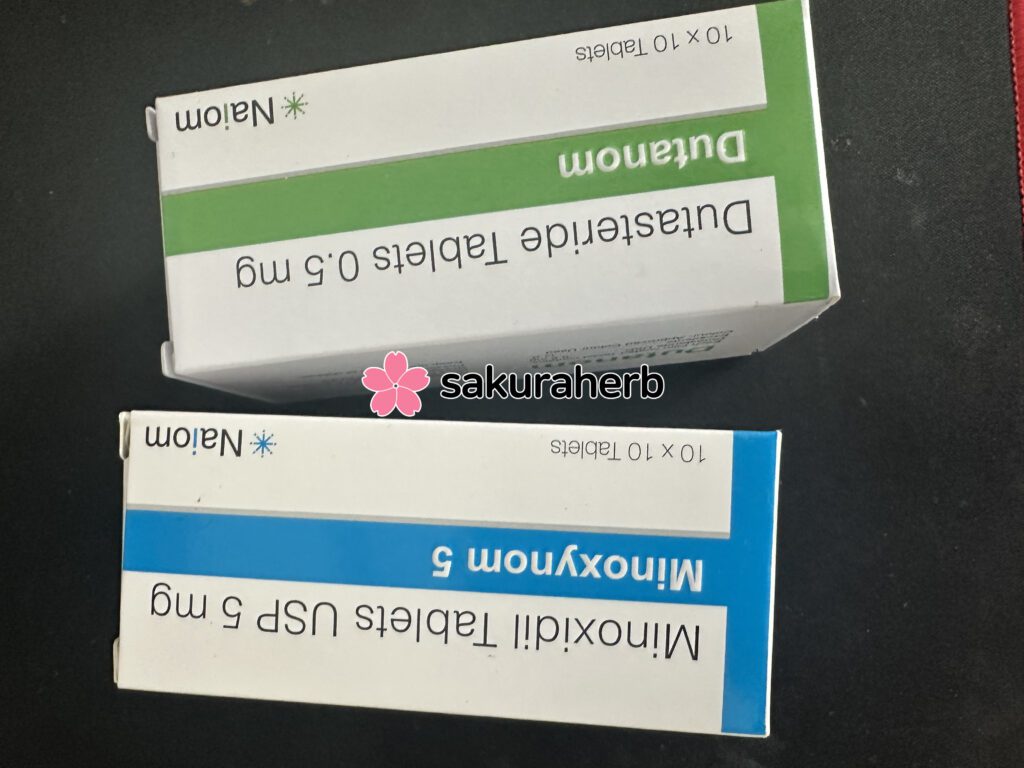 Dutasteride Tablets 0.5 mg
Dutanom
10 x 10 Tablets
Naiom
sakuraherb
Minoxidil Tablets USP 5 mg
Minoxynom 5
10 x 10 Tablets
Naiom